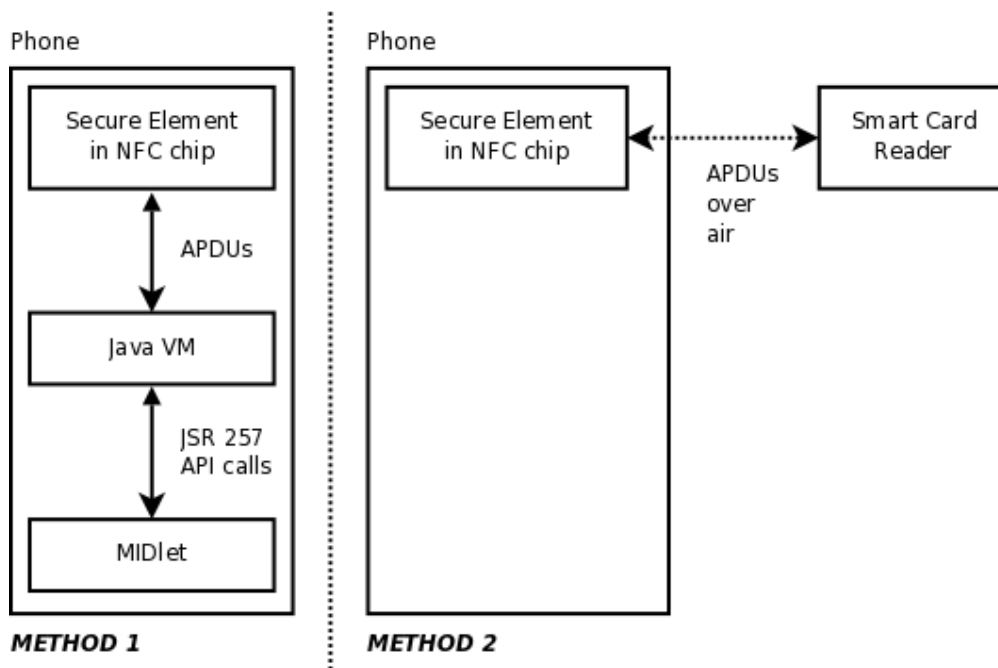 Phone
Secure Element
in NFC chip
APDUs
Java VM
JSR 257
API calls
MIDlet
METHOD 1
Phone
Secure Element
in NFC chip
APDUs
over
air
Smart Card
Reader
METHOD 2